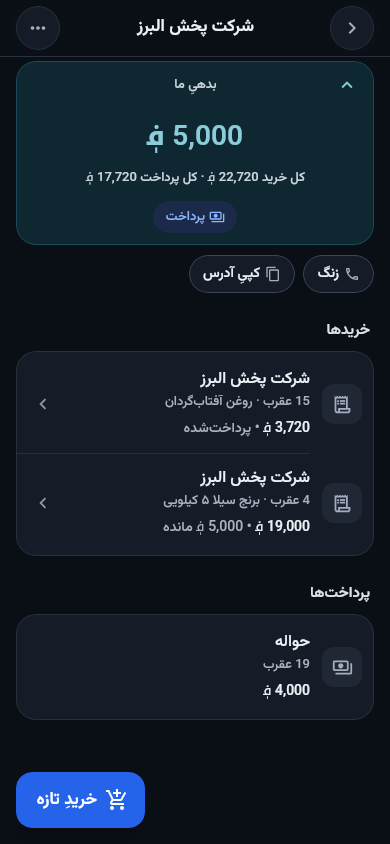 شرکت پخش البرز
بدهیِ ما
5,000 ؋
کل خرید 22,720 ؋ · کل پرداخت 17,720 ؋
پرداخت
زنگ
کپیِ آدرس
خریدها
شرکت پخش البرز
15 عقرب · روغن آفتاب‌گردان
3,720 ؋ • پرداخت‌شده
شرکت پخش البرز
4 عقرب · برنج سیلا ۵ کیلویی
19,000 ؋ • 5,000 ؋ مانده
پرداخت‌ها
حواله
19 عقرب
4,000 ؋
خریدِ تازه